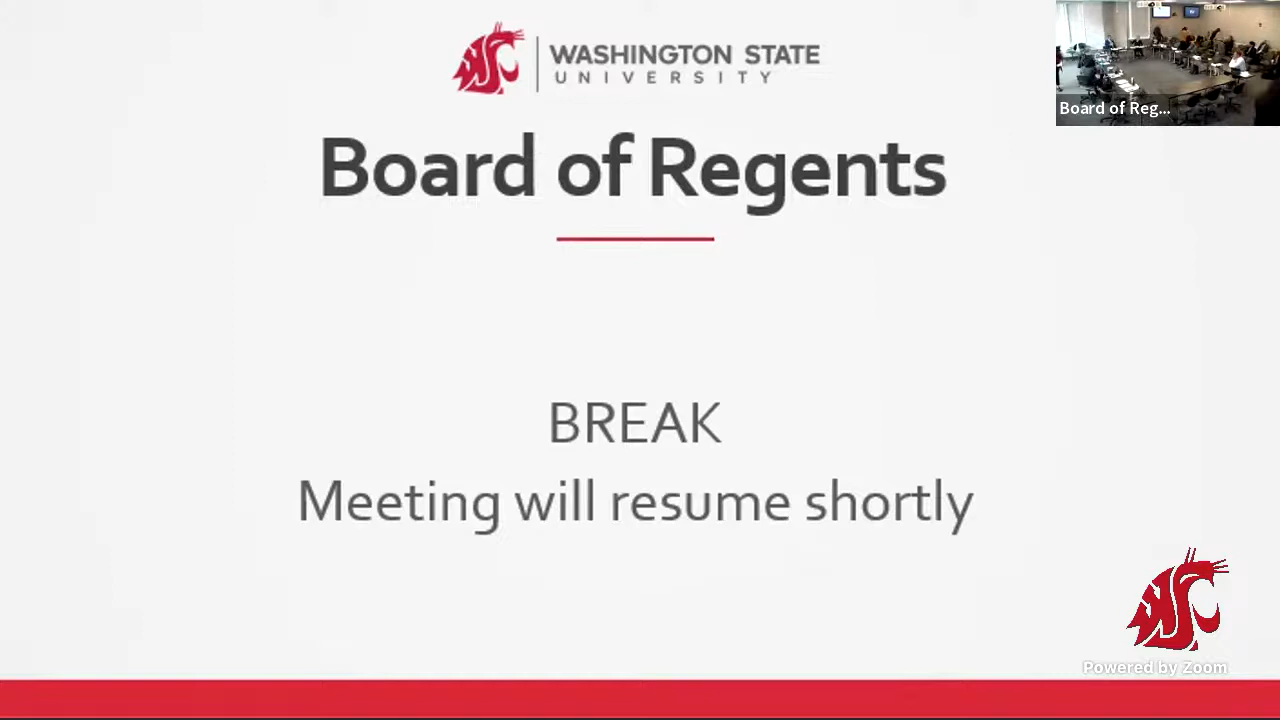 WASHINGTON STATE
UNIVERSITY
Board of Reg...
Board of Regents
BREAK
Meeting will resume shortly
Powered by Zoom